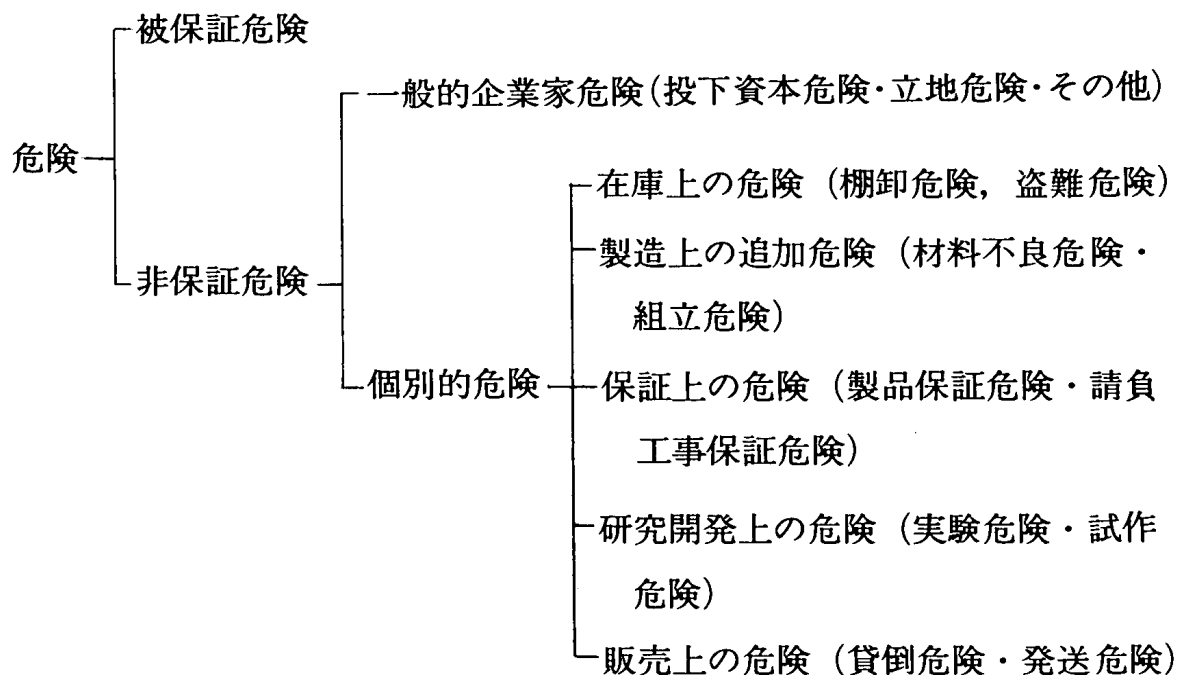 被保証危険
一般的企業家危険(投下資本危険・立地危険・その他)
危険
在庫上の危険（棚卸危険，盗難危険）
製造上の追加危険（材料不良危険・
非保証危険
組立危険）
個別的危険
保証上の危険（製品保証危険・請負
工事保証危険）
研究開発上の危険（実験危険・試作
危険）
販売上の危険（貸倒危険・発送危険）